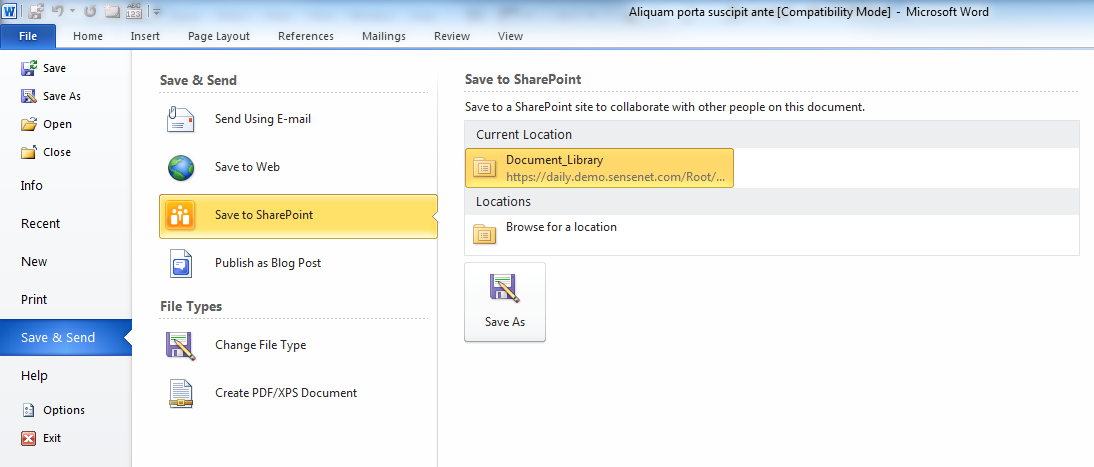 Aliquam porta suscipit ante [Compatibility Mode] - Microsoft Word
File Home Insert Page Layout References Mailings Review View
Save
Save As
Open
Close
Info
Recent
New
Print
Save & Send
Help
Options
Exit
Save & Send
Send Using E-mail
Save to Web
Save to SharePoint
Publish as Blog Post
File Types
Change File Type
Create PDF/XPS Document
Save to SharePoint
Save to a SharePoint site to collaborate with other people on this document.
Current Location
Document_Library
https://daily.demo.sensenet.com/Root/...
Locations
Browse for a location
Save As